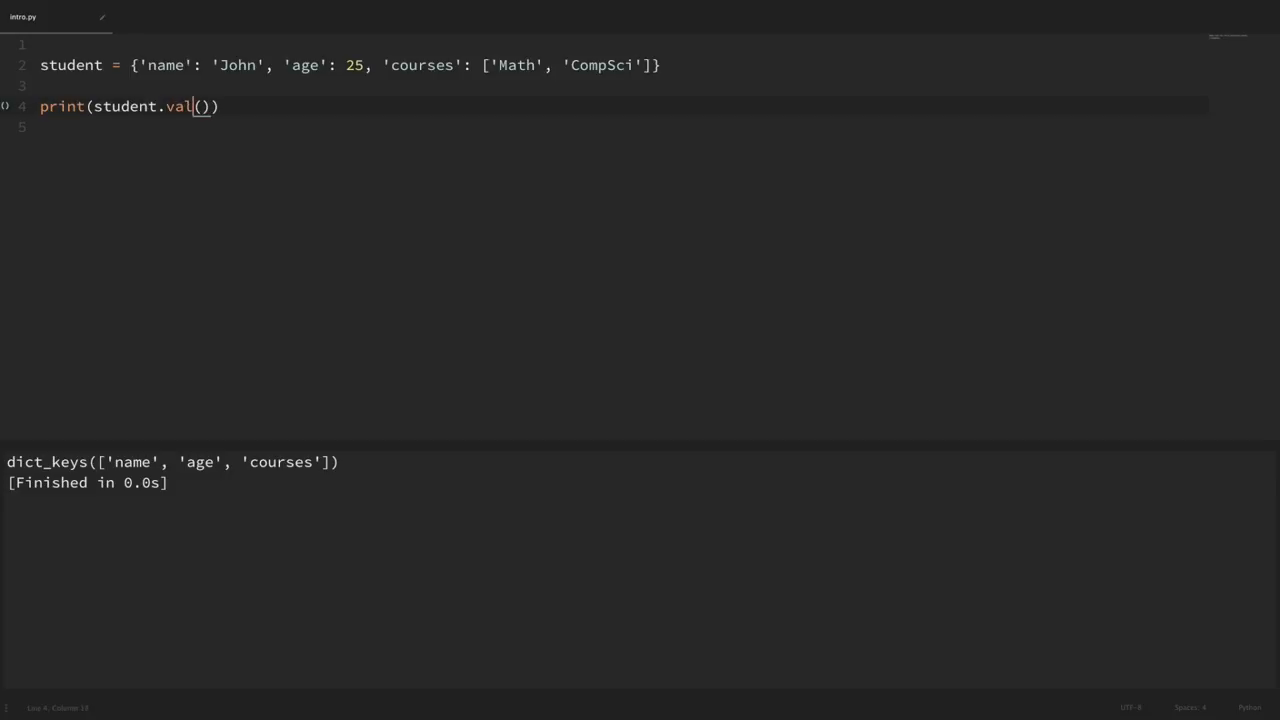 intro.py
1
2 student = {'name': 'John', 'age': 25, 'courses': ['Math', 'CompSci']}
3
4 print(student.val())
5
dict_keys(['name', 'age', 'courses'])
[Finished in 0.0s]
Line 4, Column 18 UTF-8 Spaces: 4 Python